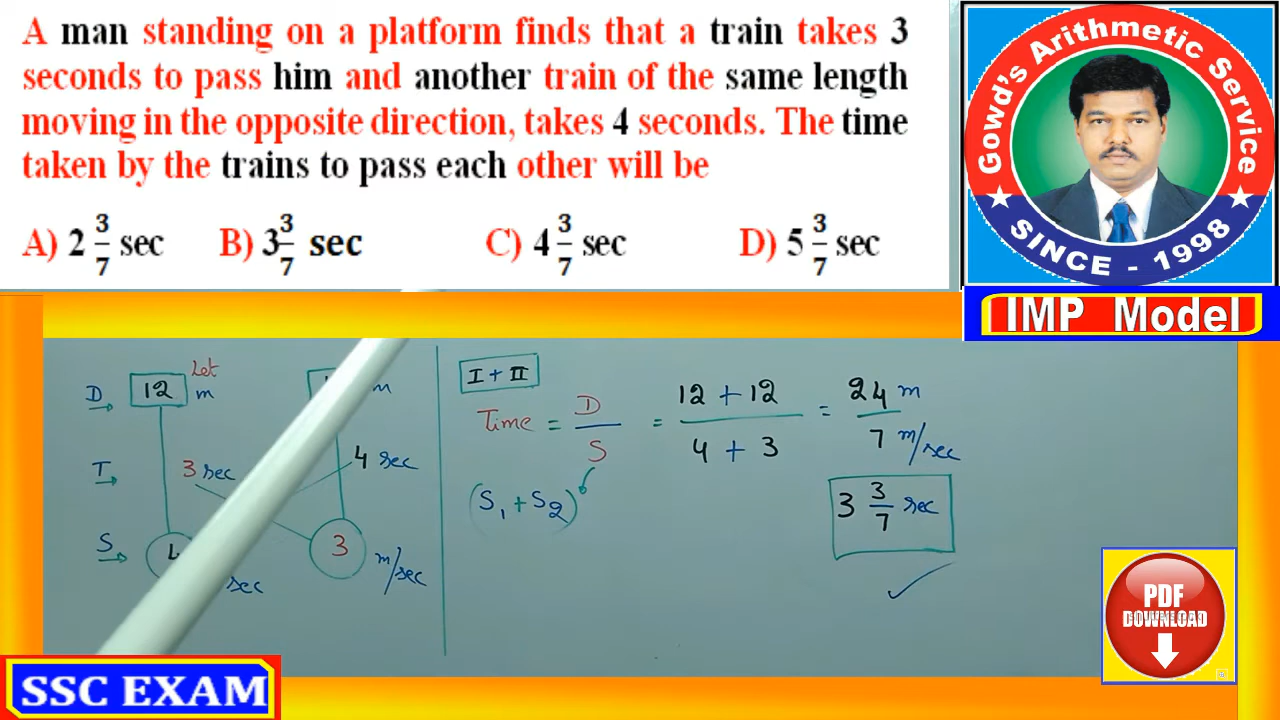 A man standing on a platform finds that a train takes 3
seconds to pass him and another train of the same length
moving in the opposite direction, takes 4 seconds. The time
taken by the trains to pass each other will be
A) 2 3/7 sec B) 3 3/7 sec C) 4 3/7 sec D) 5 3/7 sec
Gowd's Arithmetic Service
SINCE - 1998
IMP Model
Let
D 12 m m
T 3 sec 4 sec
S 4 sec 3 m/sec
I + II
Time = D/S = 12 + 12 / 4 + 3 = 24 m / 7 m/sec
(S1 + S2)
3 3/7 sec
PDF
DOWNLOAD
SSC EXAM